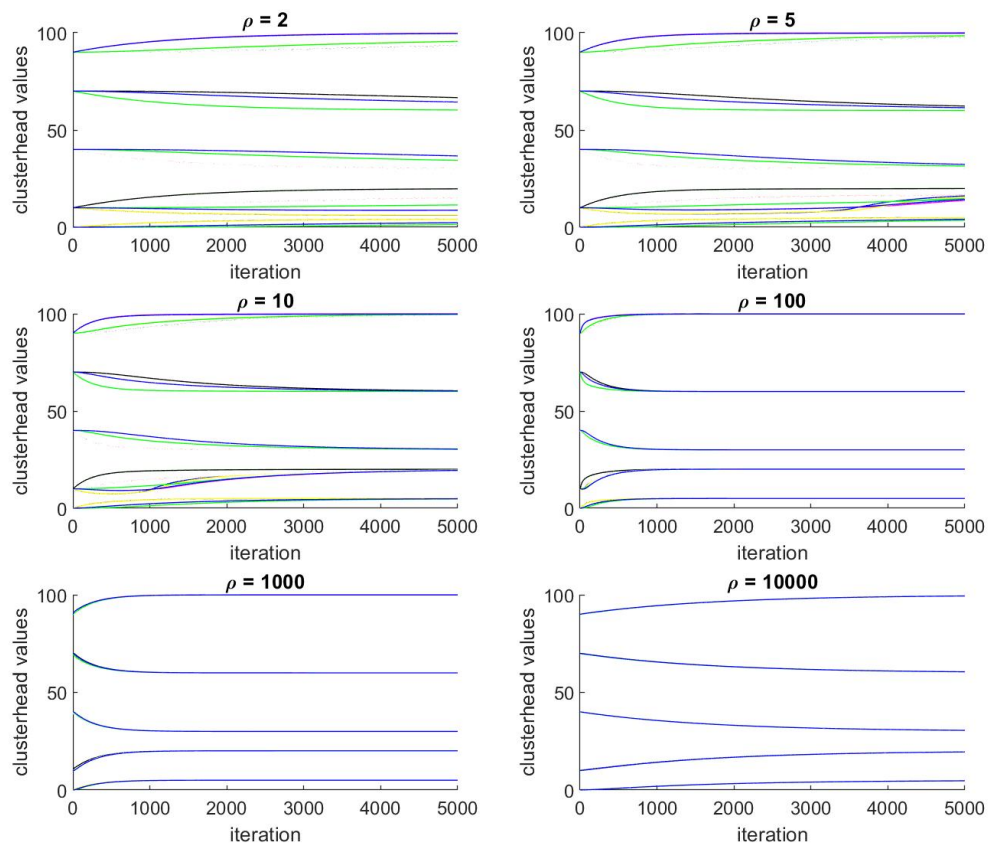 ρ = 2
100
50
0
clusterhead values
0 1000 2000 3000 4000 5000
iteration
ρ = 5
100
50
0
clusterhead values
0 1000 2000 3000 4000 5000
iteration
ρ = 10
100
50
0
clusterhead values
0 1000 2000 3000 4000 5000
iteration
ρ = 100
100
50
0
clusterhead values
0 1000 2000 3000 4000 5000
iteration
ρ = 1000
100
50
0
clusterhead values
0 1000 2000 3000 4000 5000
iteration
ρ = 10000
100
50
0
clusterhead values
0 1000 2000 3000 4000 5000
iteration